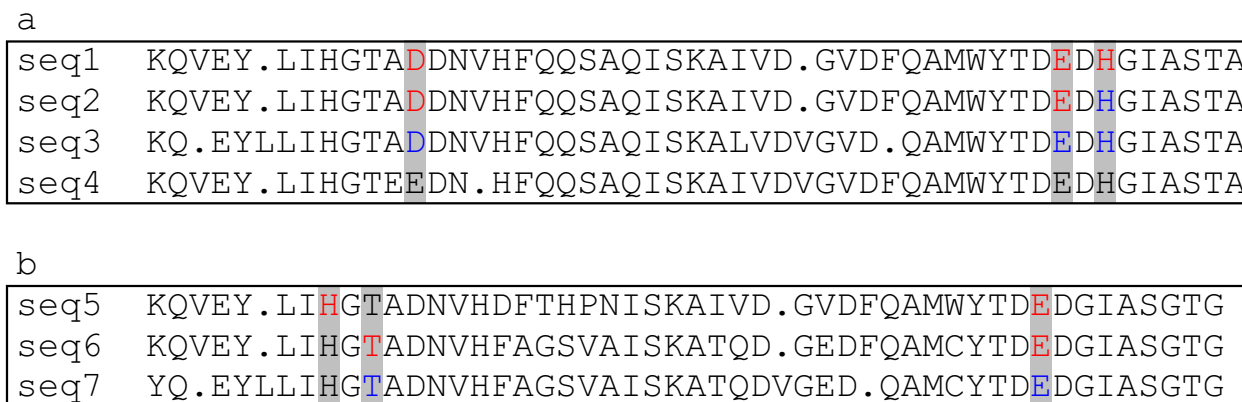 a
seq1 KQVEY.LIHGTADDNVHFQQSAQISKAIVD.GVDFQAMWYTDEDHGIASTA
seq2 KQVEY.LIHGTADDNVHFQQSAQISKAIVD.GVDFQAMWYTDEDHGIASTA
seq3 KQ.EYLLIHGTADDNVHFQQSAQISKALVDVGVD.QAMWYTDEDHGIASTA
seq4 KQVEY.LIHGTEEDN.HFQQSAQISKAIVDVGVDFQAMWYTDEDHGIASTA
b
seq5 KQVEY.LIHGTADNVHDFTHPNISKAIVD.GVDFQAMWYTDEDGIASGTG
seq6 KQVEY.LIHGTADNVHFAGSVAISKATQD.GEDFQAMCYTDEDGIASGTG
seq7 YQ.EYLLIHGTADNVHFAGSVAISKATQDVGED.QAMCYTDEDGIASGTG